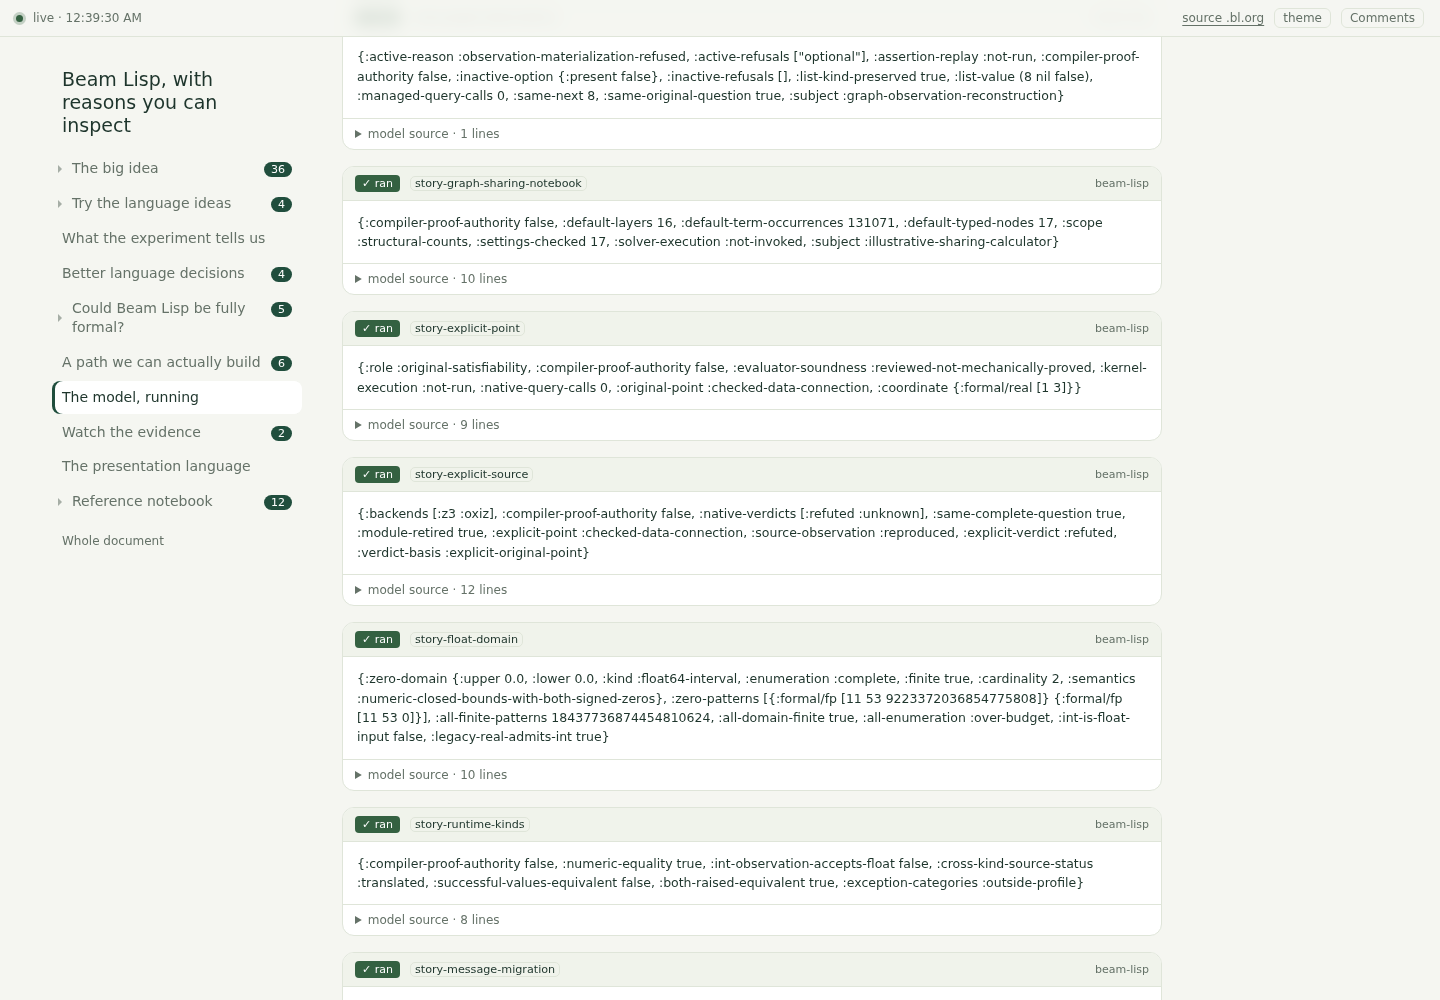 live · 12:39:30 AM
source .bl.org
theme
Comments
Beam Lisp, with
reasons you can
inspect
The big idea
36
Try the language ideas
4
What the experiment tells us
Better language decisions
4
Could Beam Lisp be fully
formal?
5
A path we can actually build
6
The model, running
Watch the evidence
2
The presentation language
Reference notebook
12
Whole document
{:active-reason :observation-materialization-refused, :active-refusals ["optional"], :assertion-replay :not-run, :compiler-proof-
authority false, :inactive-option {:present false}, :inactive-refusals [], :list-kind-preserved true, :list-value (8 nil false),
:managed-query-calls 0, :same-next 8, :same-original-question true, :subject :graph-observation-reconstruction}
model source · 1 lines
✓ ran story-graph-sharing-notebook beam-lisp
{:compiler-proof-authority false, :default-layers 16, :default-term-occurrences 131071, :default-typed-nodes 17, :scope
:structural-counts, :settings-checked 17, :solver-execution :not-invoked, :subject :illustrative-sharing-calculator}
model source · 10 lines
✓ ran story-explicit-point beam-lisp
{:role :original-satisfiability, :compiler-proof-authority false, :evaluator-soundness :reviewed-not-mechanically-proved, :kernel-
execution :not-run, :native-query-calls 0, :original-point :checked-data-connection, :coordinate {:formal/real [1 3]}}
model source · 9 lines
✓ ran story-explicit-source beam-lisp
{:backends [:z3 :oxiz], :compiler-proof-authority false, :native-verdicts [:refuted :unknown], :same-complete-question true,
:module-retired true, :explicit-point :checked-data-connection, :source-observation :reproduced, :explicit-verdict :refuted,
:verdict-basis :explicit-original-point}
model source · 12 lines
✓ ran story-float-domain beam-lisp
{:zero-domain {:upper 0.0, :lower 0.0, :kind :float64-interval, :enumeration :complete, :finite true, :cardinality 2, :semantics
:numeric-closed-bounds-with-both-signed-zeros}, :zero-patterns [{:formal/fp [11 53 9223372036854775808]} {:formal/fp
[11 53 0]}], :all-finite-patterns 18437736874454810624, :all-domain-finite true, :all-enumeration :over-budget, :int-is-float-
input false, :legacy-real-admits-int true}
model source · 10 lines
✓ ran story-runtime-kinds beam-lisp
{:compiler-proof-authority false, :numeric-equality true, :int-observation-accepts-float false, :cross-kind-source-status
:translated, :successful-values-equivalent false, :both-raised-equivalent true, :exception-categories :outside-profile}
model source · 8 lines
✓ ran story-message-migration beam-lisp